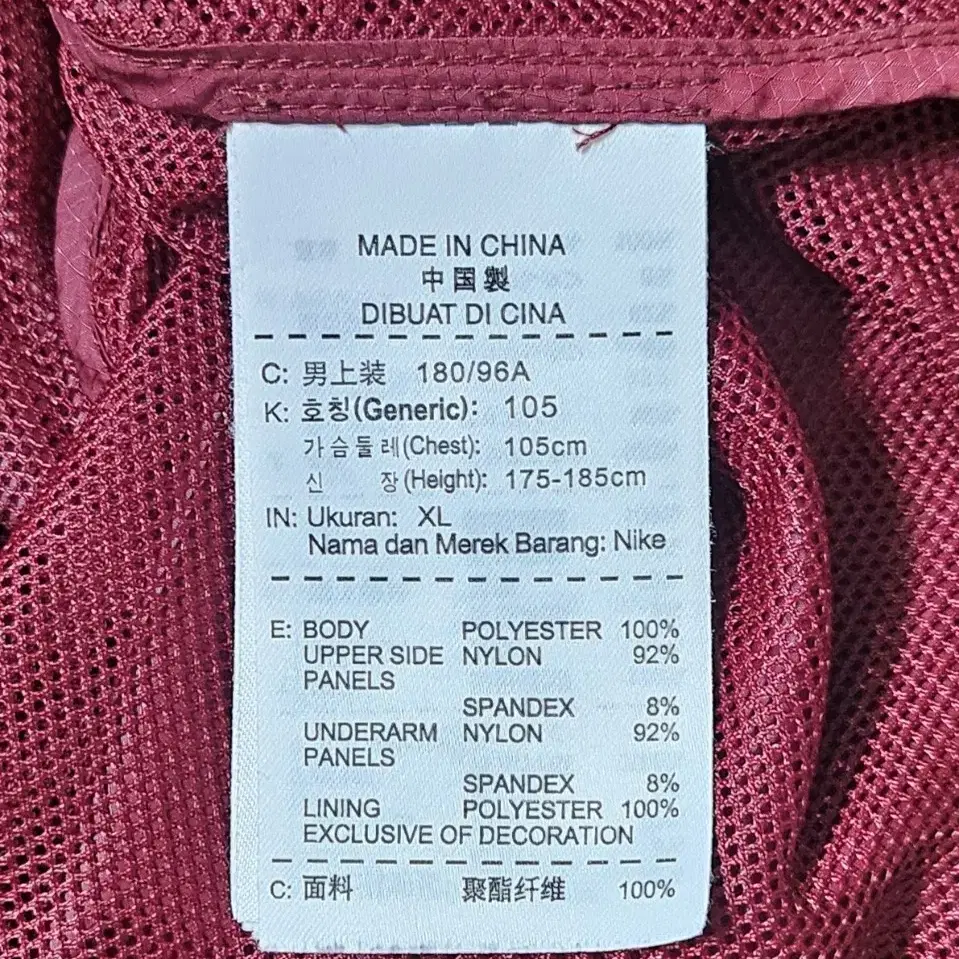 MADE IN CHINA
中国製
DIBUAT DI CINA
C: 男上装 180/96A
K: 호칭(Generic): 105
가슴둘레(Chest): 105cm
신 장(Height): 175-185cm
IN: Ukuran: XL
Nama dan Merek Barang: Nike
E: BODY POLYESTER 100%
UPPER SIDE NYLON 92%
PANELS
SPANDEX 8%
UNDERARM NYLON 92%
PANELS
SPANDEX 8%
LINING POLYESTER 100%
EXCLUSIVE OF DECORATION
C: 面料 聚酯纤维 100%